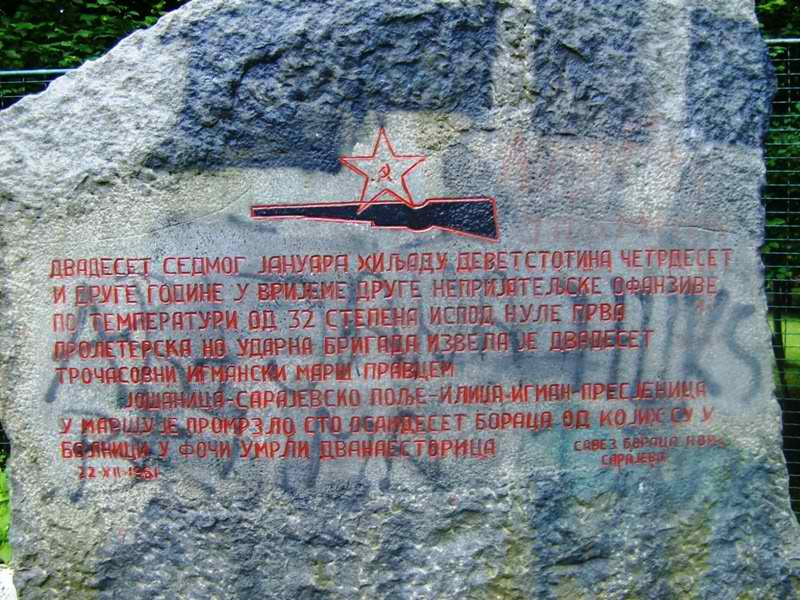 ДВАДЕСЕТ СЕДМОГ ЈАНУАРА ХИЉАДУ ДЕВЕТСТОТИНА ЧЕТРДЕСЕТ
И ДРУГЕ ГОДИНЕ У ВРИЈЕМЕ ДРУГЕ НЕПРИЈАТЕЉСКЕ ОФАНЗИВЕ
ПО ТЕМПЕРАТУРИ ОД 32 СТЕПЕНА ИСПОД НУЛЕ ПРВА
ПРОЛЕТЕРСКА НО УДАРНА БРИГАДА ИЗВЕЛА ЈЕ ДВАДЕСЕТ
ТРОЧАСОВНИ ИГМАНСКИ МАРШ ПРАВЦЕМ
ЈОШАНИЦА-САРАЈЕВСКО ПОЉЕ-ИЛИЏА-ИГМАН-ПРЕСЈЕНИЦА
У МАРШУ ЈЕ ПРОМРЗЛО СТО ОСАМДЕСЕТ БОРАЦА ОД КОЈИХ СУ У
БОЛНИЦИ У ФОЧИ УМРЛИ ДВАНАЕСТОРИЦА
САВЕЗ БОРАЦА НОВО
САРАЈЕВО
22-XII-1961